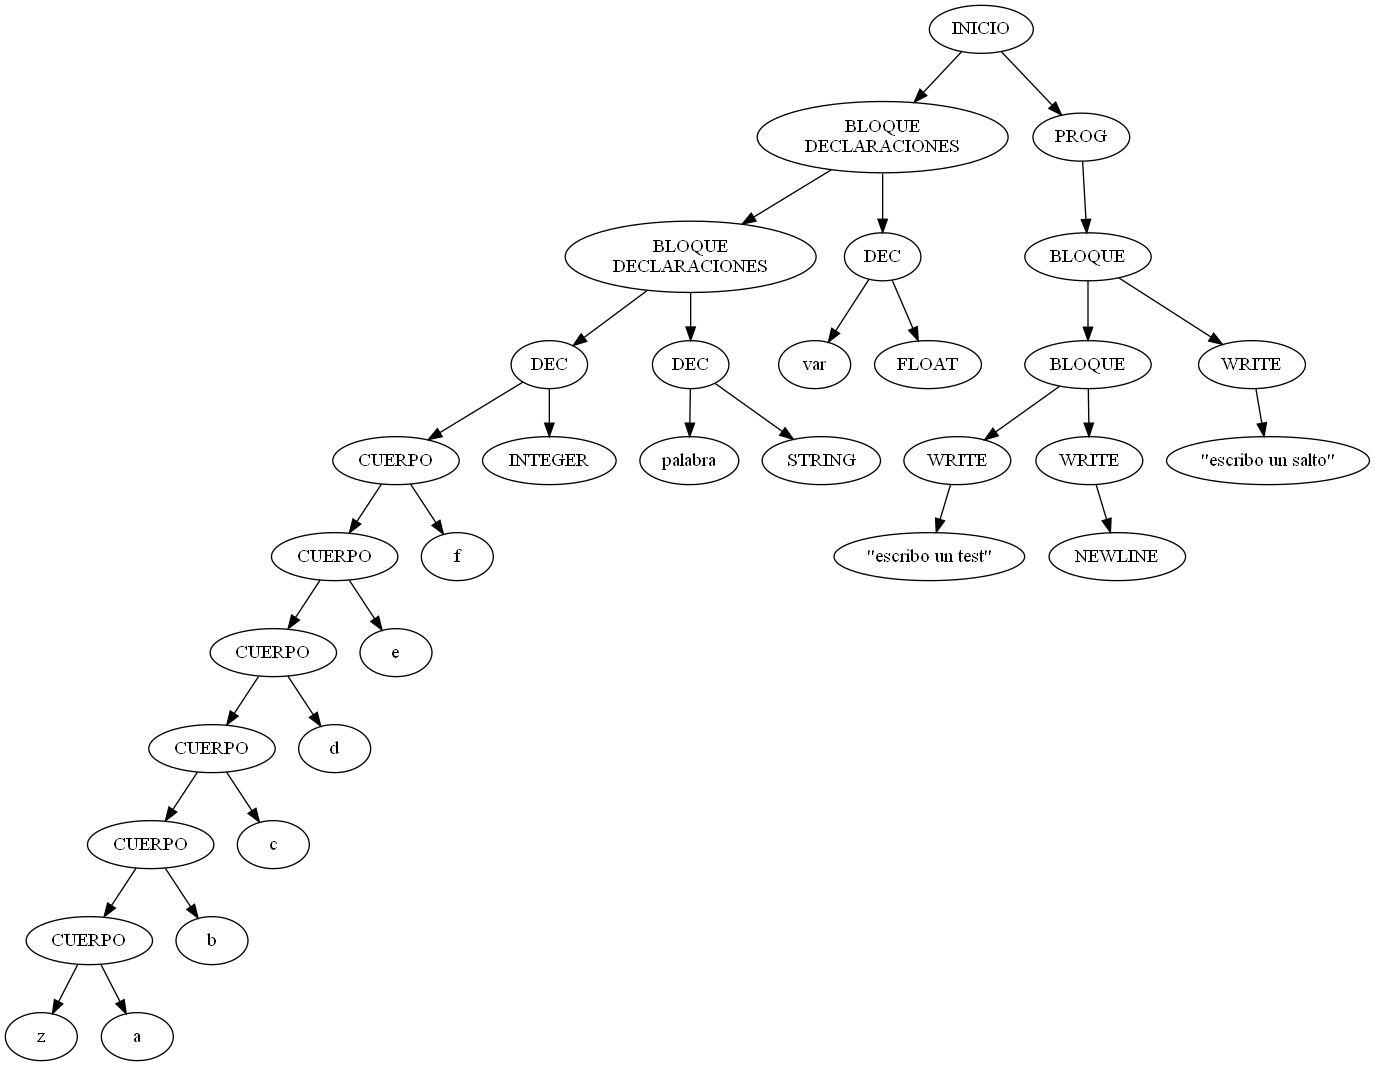 INICIO
BLOQUE
DECLARACIONES
PROG
BLOQUE
DECLARACIONES
DEC
BLOQUE
DEC
DEC
var
FLOAT
BLOQUE
WRITE
CUERPO
INTEGER
palabra
STRING
WRITE
WRITE
"escribo un salto"
CUERPO
f
"escribo un test"
NEWLINE
CUERPO
e
CUERPO
d
CUERPO
c
CUERPO
b
z
a